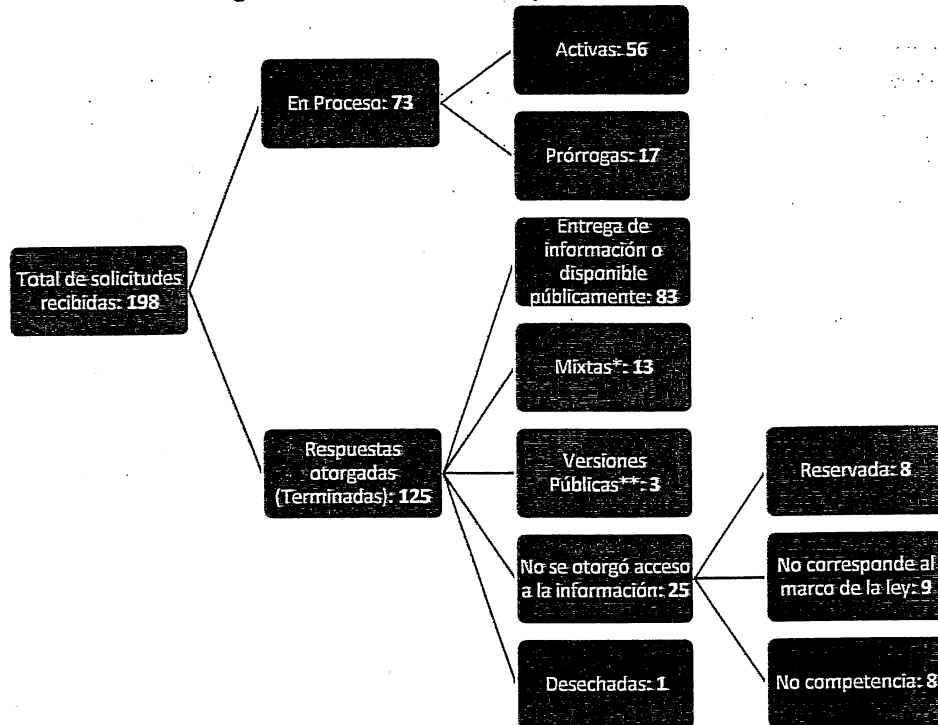 Activas: 56
En Proceso: 73
Prórrogas: 17
Entrega de
información o
disponible
públicamente: 83
Total de solicitudes
recibidas: 198
Mixtas*: 13
Respuestas
otorgadas
(Terminadas): 125
Versiones
Públicas**: 3
Reservada: 8
No se otorgó acceso
a la información: 25
No corresponde al
marco de la ley: 9
Desechadas: 1
No competencia: 8